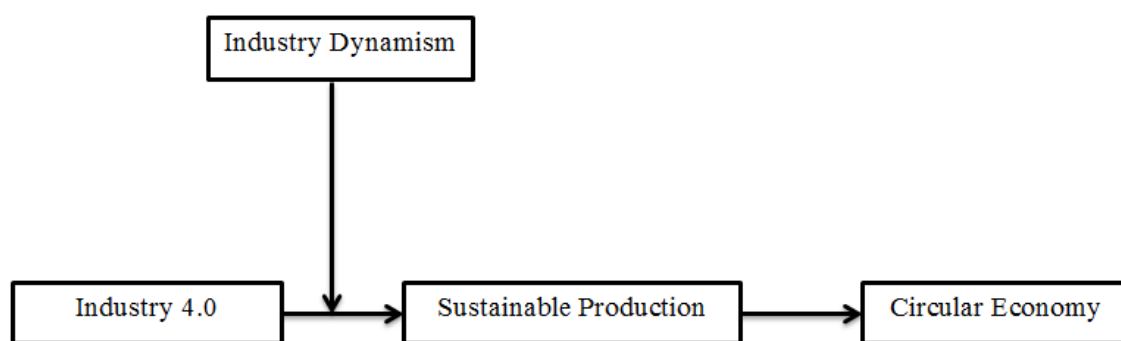 Industry Dynamism
Industry 4.0
Sustainable Production
Circular Economy